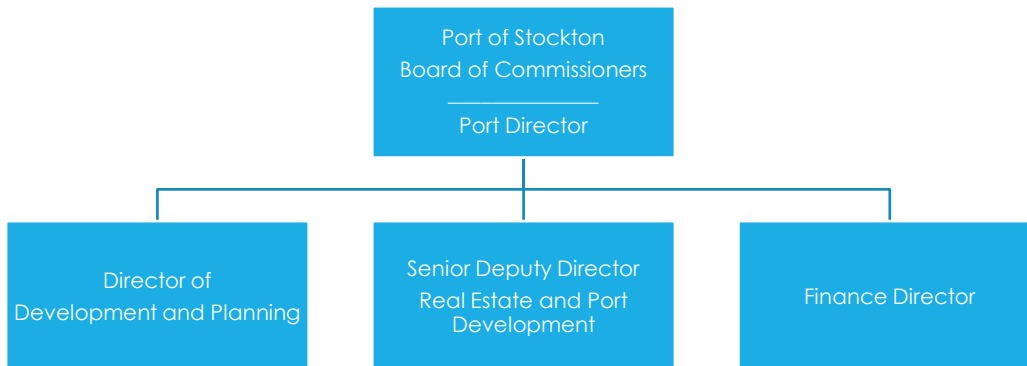 Port of Stockton
Board of Commissioners
Port Director
Director of
Development and Planning
Senior Deputy Director
Real Estate and Port
Development
Finance Director